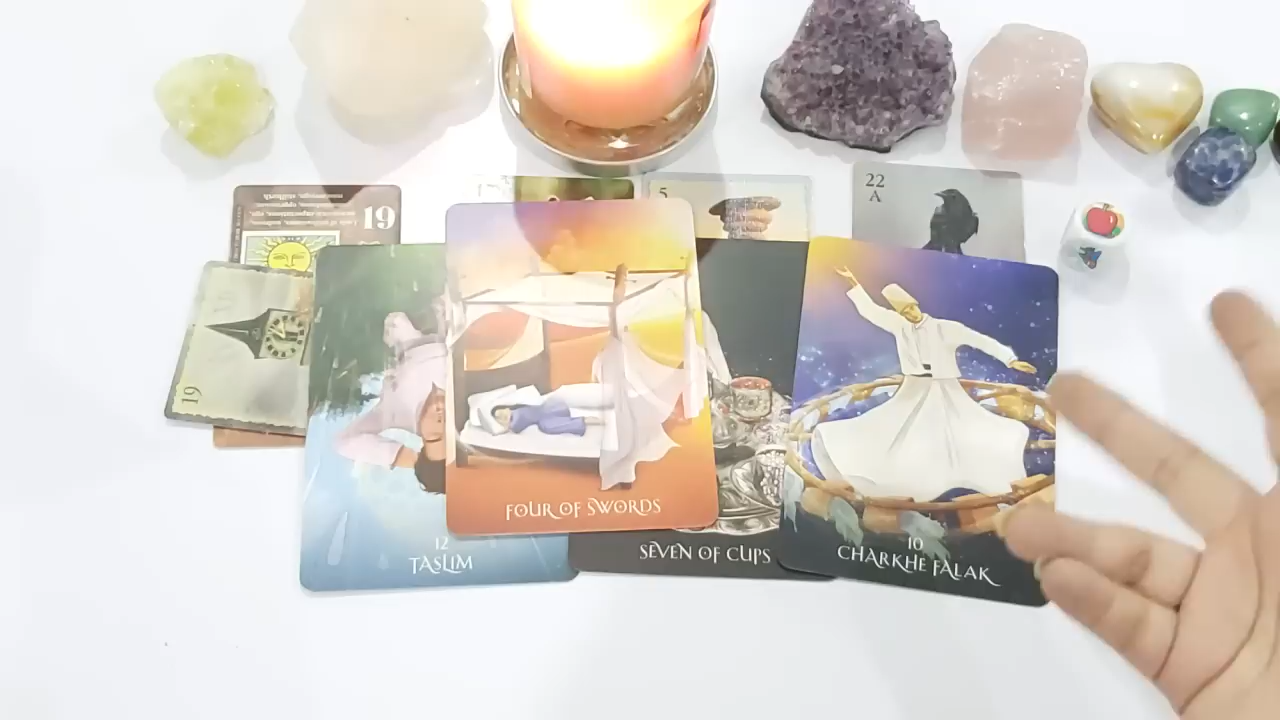 19
5
22
A
19
FOUR OF SWORDS
12
TASLIM
SEVEN OF CUPS
10
CHARKHE FALAK